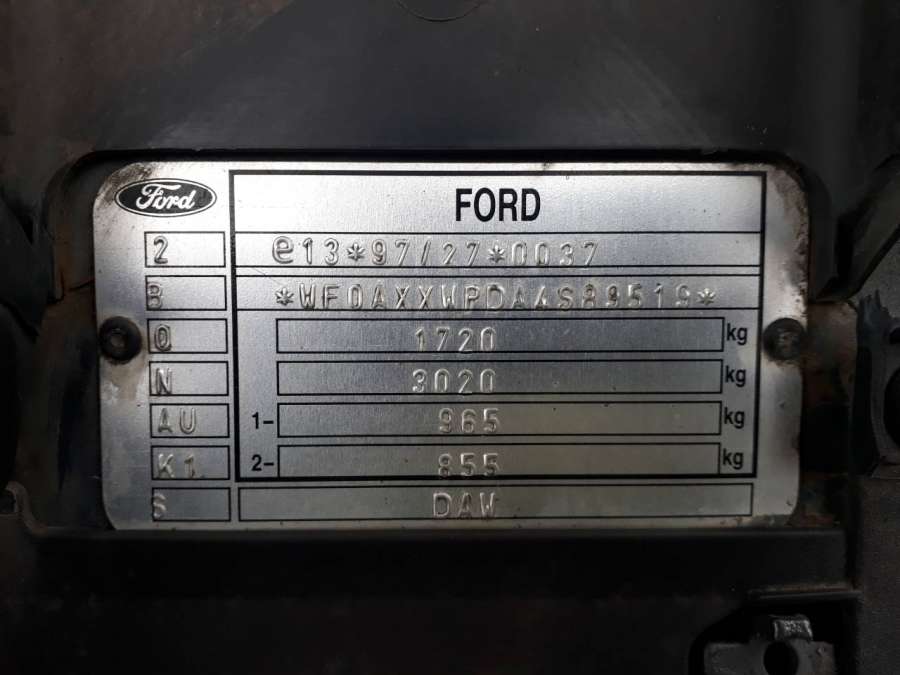 Ford
FORD
2 e13*97/27*0037
B *WF0AXXWPDA4S89519*
0 1720 kg
N 3020 kg
AU 1- 965 kg
K1 2- 855 kg
S DAW